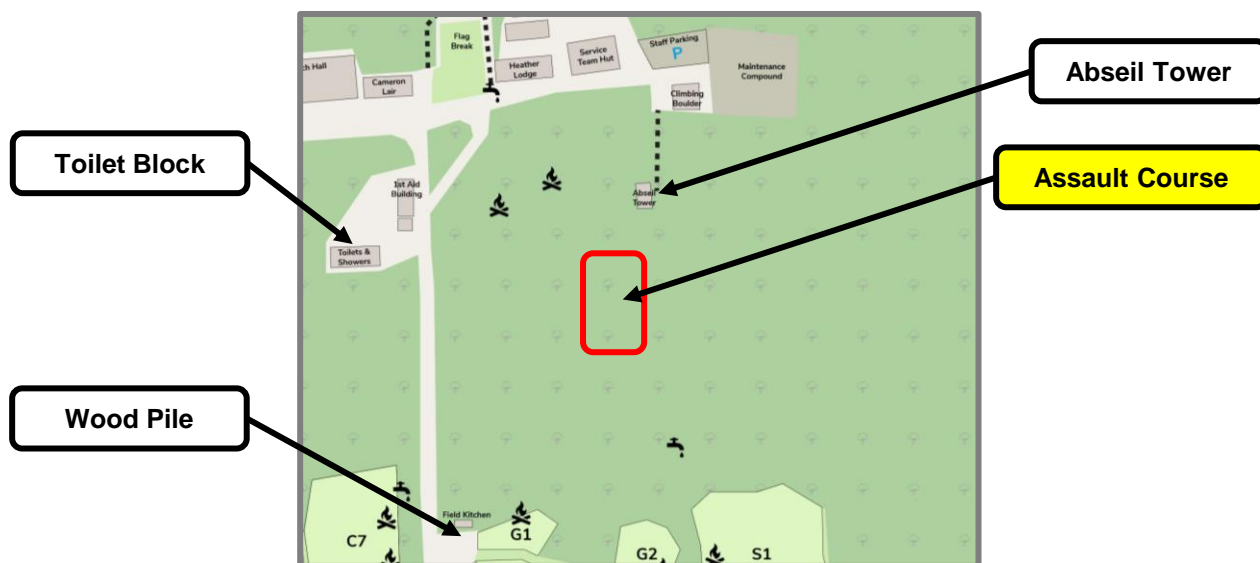 Flag
Break
Staff Parking
P
Service
Team Hut
Heather
Lodge
Maintenance
Compound
ch Hall
Cameron
Lair
Climbing
Boulder
Abseil Tower
Toilet Block
Assault Course
1st Aid
Building
Abseil
Tower
Toilets &
Showers
Wood Pile
Field Kitchen
C7
G1
G2
S1